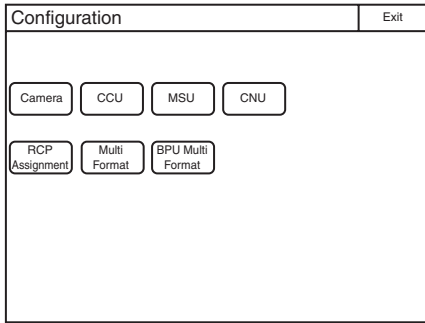 Configuration Exit
Camera CCU MSU CNU
RCP Multi BPU Multi
Assignment Format Format